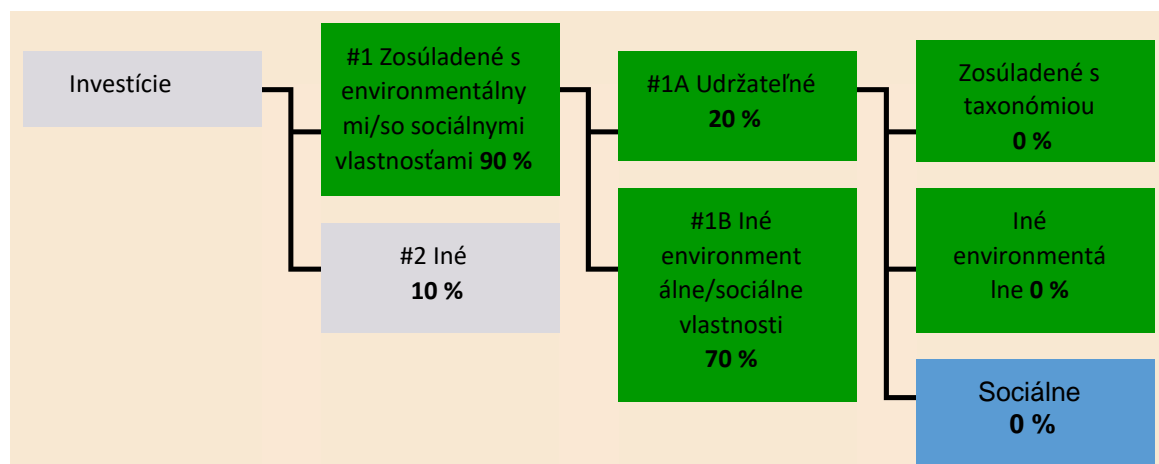 Investície
#1 Zosúladené s
environmentálny
mi/so sociálnymi
vlastnosťami 90 %
#2 Iné
10 %
#1A Udržateľné
20 %
#1B Iné
environment
álne/sociálne
vlastnosti
70 %
Zosúladené s
taxonómiou
0 %
Iné
environmentá
lne 0 %
Sociálne
0 %